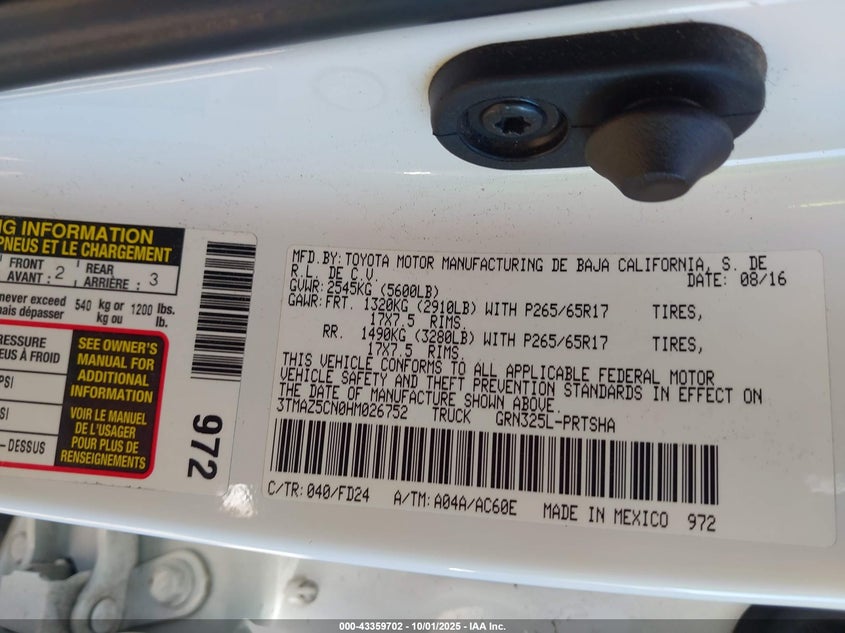 NG INFORMATION
PNEUS ET LE CHARGEMENT
FRONT AVANT : 2 REAR ARRIÈRE : 3
never exceed 540 kg or 1200 lbs.
mais dépasser kg ou lb.
PRESSURE
EUS À FROID
PSI
SI
- DESSUS
SEE OWNER'S
MANUAL FOR
ADDITIONAL
INFORMATION
VOIR LE MANUEL
DE L'USAGER
POUR PLUS DE
RENSEIGNEMENTS
972
MFD.BY:TOYOTA MOTOR MANUFACTURING DE BAJA CALIFORNIA, S. DE
R.L. DE C.V. DATE: 08/16
GVWR:2545KG (5600LB)
GAWR:FRT. 1320KG (2910LB) WITH P265/65R17 TIRES,
17X7.5 RIMS.
RR. 1490KG (3280LB) WITH P265/65R17 TIRES,
17X7.5 RIMS.
THIS VEHICLE CONFORMS TO ALL APPLICABLE FEDERAL MOTOR
VEHICLE SAFETY AND THEFT PREVENTION STANDARDS IN EFFECT ON
THE DATE OF MANUFACTURE SHOWN ABOVE.
3TMAZ5CN0HM026752 TRUCK GRN325L-PRTSHA
C/TR:040/FD24 A/TM:A04A/AC60E MADE IN MEXICO 972
000-43359702 - 10/01/2025 - IAA Inc.